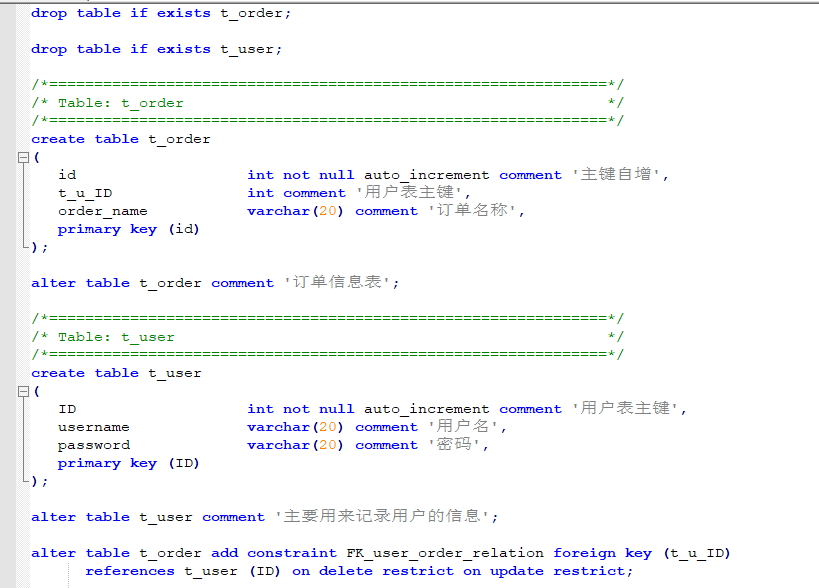 drop table if exists t_order;
drop table if exists t_user;
/*==============================================================*/
/* Table: t_order                                               */
/*==============================================================*/
create table t_order
(
   id                   int not null auto_increment comment '主键自增',
   t_u_ID               int comment '用户表主键',
   order_name           varchar(20) comment '订单名称',
   primary key (id)
);
alter table t_order comment '订单信息表';
/*==============================================================*/
/* Table: t_user                                                */
/*==============================================================*/
create table t_user
(
   ID                   int not null auto_increment comment '用户表主键',
   username             varchar(20) comment '用户名',
   password             varchar(20) comment '密码',
   primary key (ID)
);
alter table t_user comment '主要用来记录用户的信息';
alter table t_order add constraint FK_user_order_relation foreign key (t_u_ID)
      references t_user (ID) on delete restrict on update restrict;